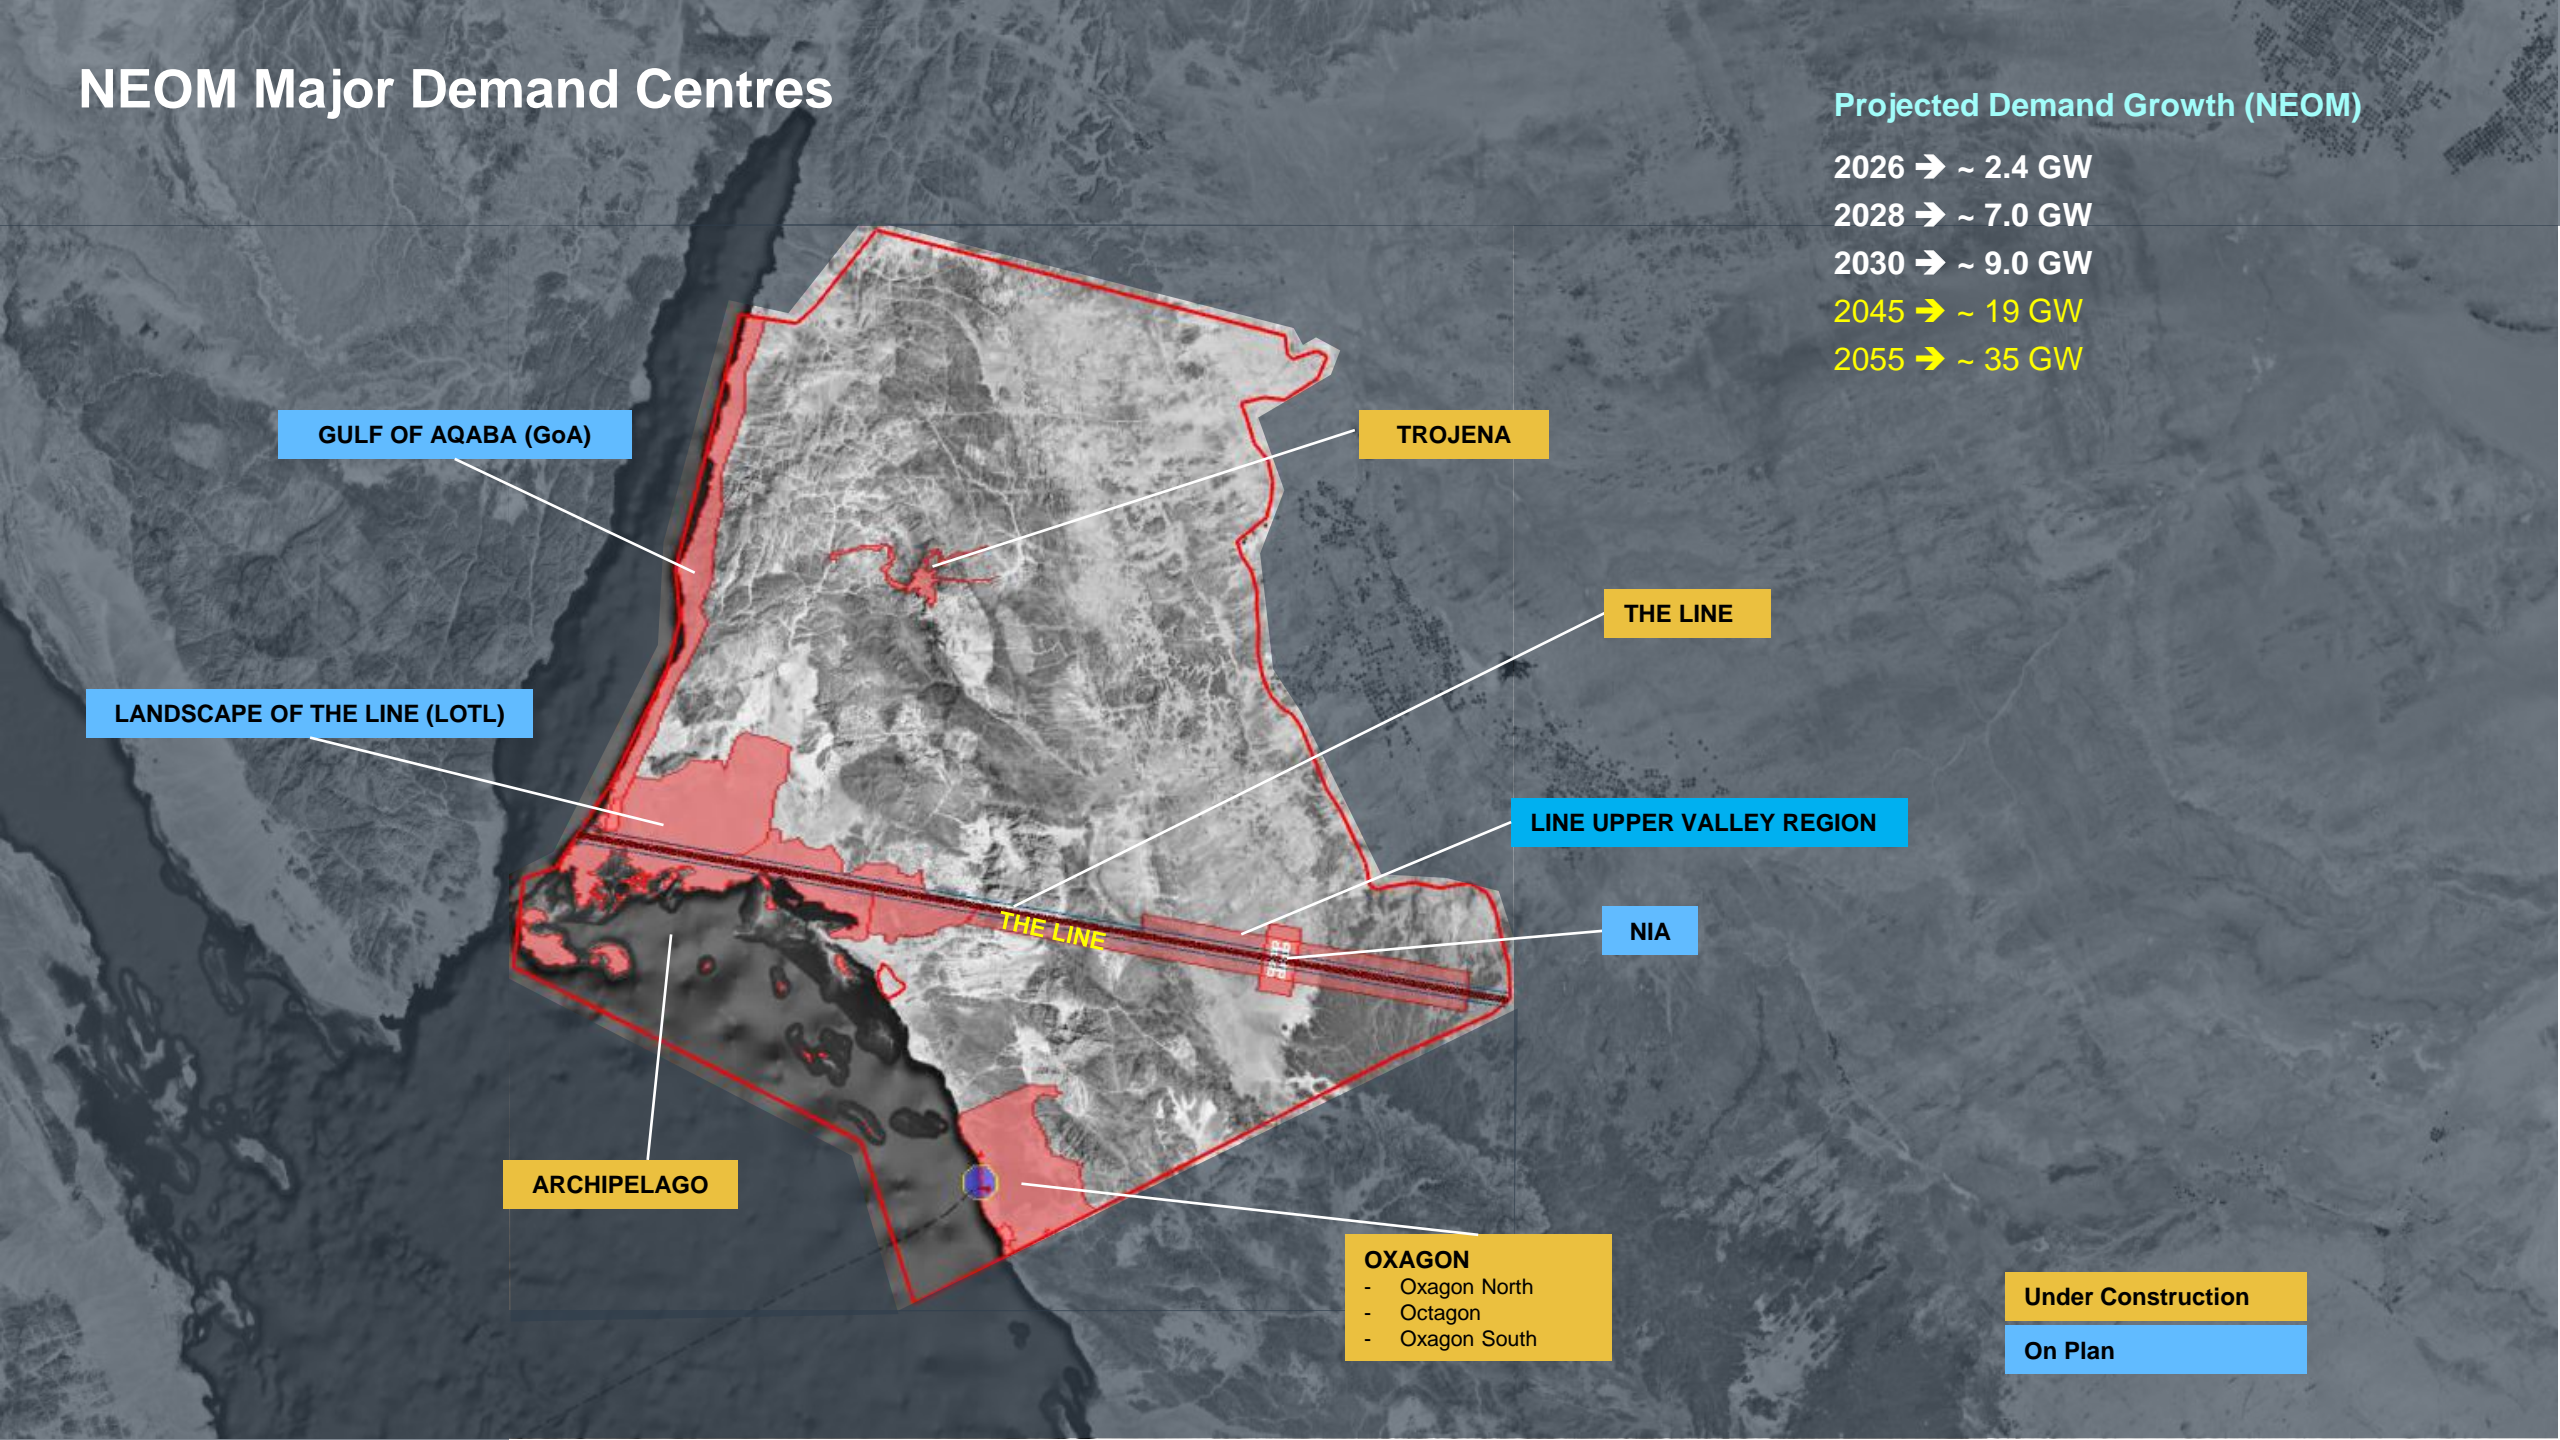 NEOM Major Demand Centres
Projected Demand Growth (NEOM)
2026 ➔ ~ 2.4 GW
2028 ➔ ~ 7.0 GW
2030 ➔ ~ 9.0 GW
2045 ➔ ~ 19 GW
2055 ➔ ~ 35 GW
GULF OF AQABA (GoA)
TROJENA
THE LINE
LANDSCAPE OF THE LINE (LOTL)
LINE UPPER VALLEY REGION
THE LINE
NIA
ARCHIPELAGO
OXAGON
- Oxagon North
- Octagon
- Oxagon South
Under Construction
On Plan